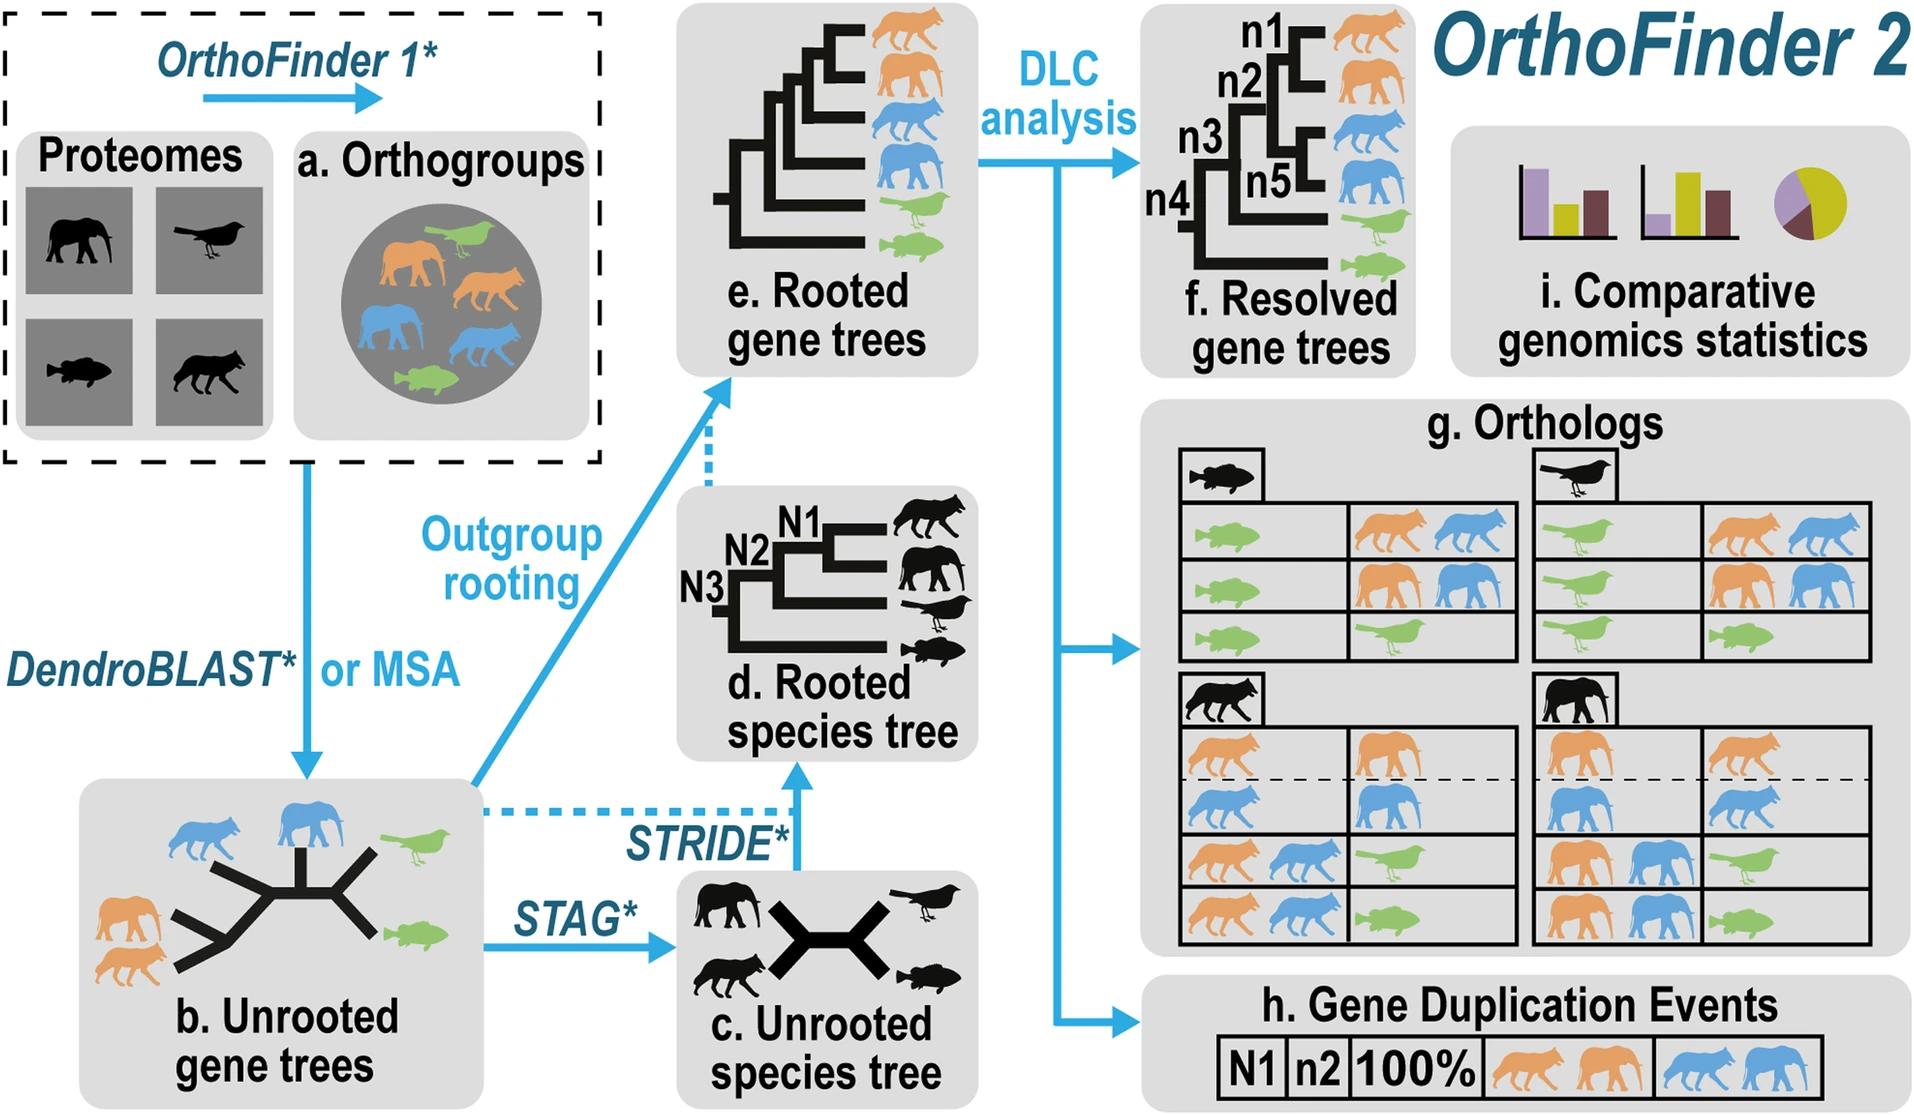 OrthoFinder 1*
Proteomes
a. Orthogroups
DendroBLAST* or MSA
b. Unrooted
gene trees
Outgroup
rooting
STAG*
STRIDE*
c. Unrooted
species tree
N1
N2
N3
d. Rooted
species tree
e. Rooted
gene trees
DLC
analysis
n1
n2
n3
n5
n4
f. Resolved
gene trees
OrthoFinder 2
i. Comparative
genomics statistics
g. Orthologs
h. Gene Duplication Events
N1 n2 100%